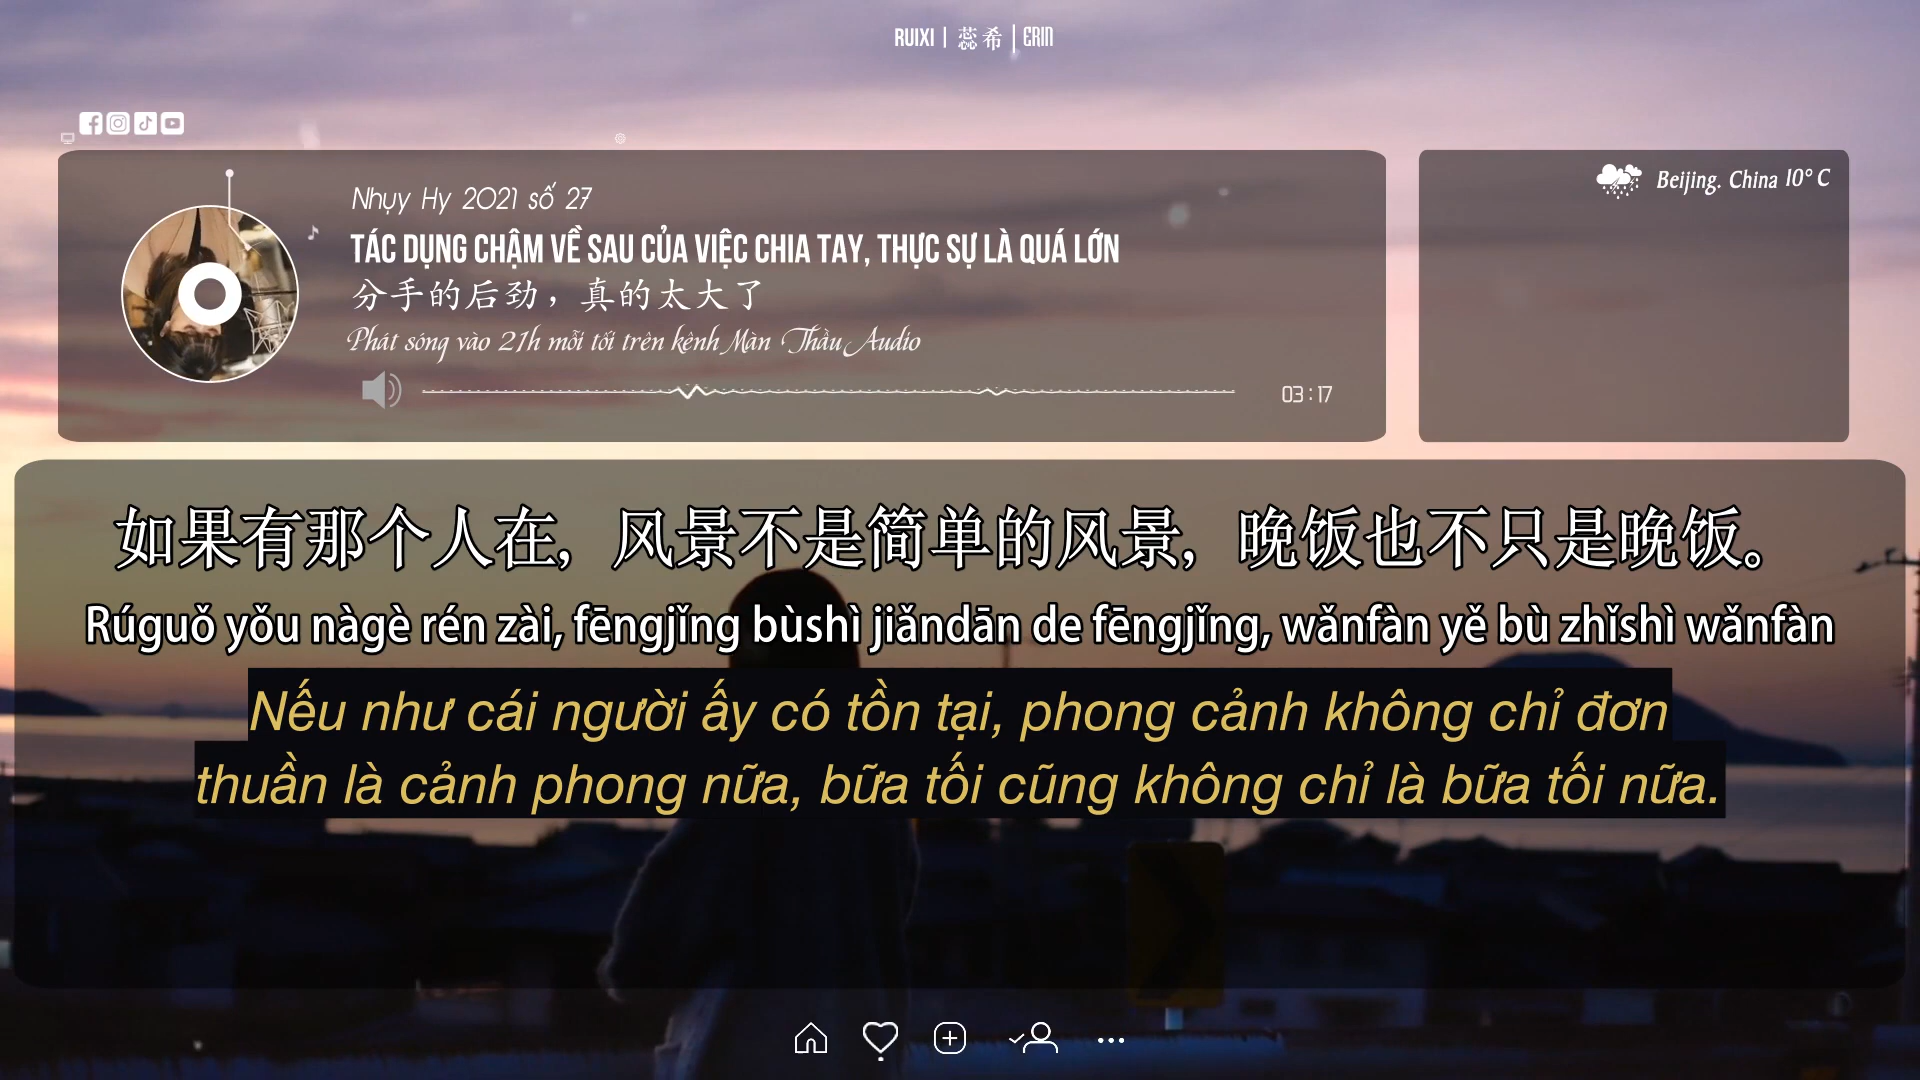 RUIXI | 蕊希 | ERIN
Nhụy Hy 2021 số 27
TÁC DỤNG CHẬM VỀ SAU CỦA VIỆC CHIA TAY, THỰC SỰ LÀ QUÁ LỚN
分手的后劲，真的太大了
Phát sóng vào 21h mỗi tối trên kênh Màn Thầu Audio
03:17
Beijing. China 10° C
如果有那个人在，风景不是简单的风景，晚饭也不只是晚饭。
Rúguǒ yǒu nàgè rén zài, fēngjǐng bùshì jiǎndān de fēngjǐng, wǎnfàn yě bù zhǐshì wǎnfàn
Nếu như cái người ấy có tồn tại, phong cảnh không chỉ đơn
thuần là cảnh phong nữa, bữa tối cũng không chỉ là bữa tối nữa.